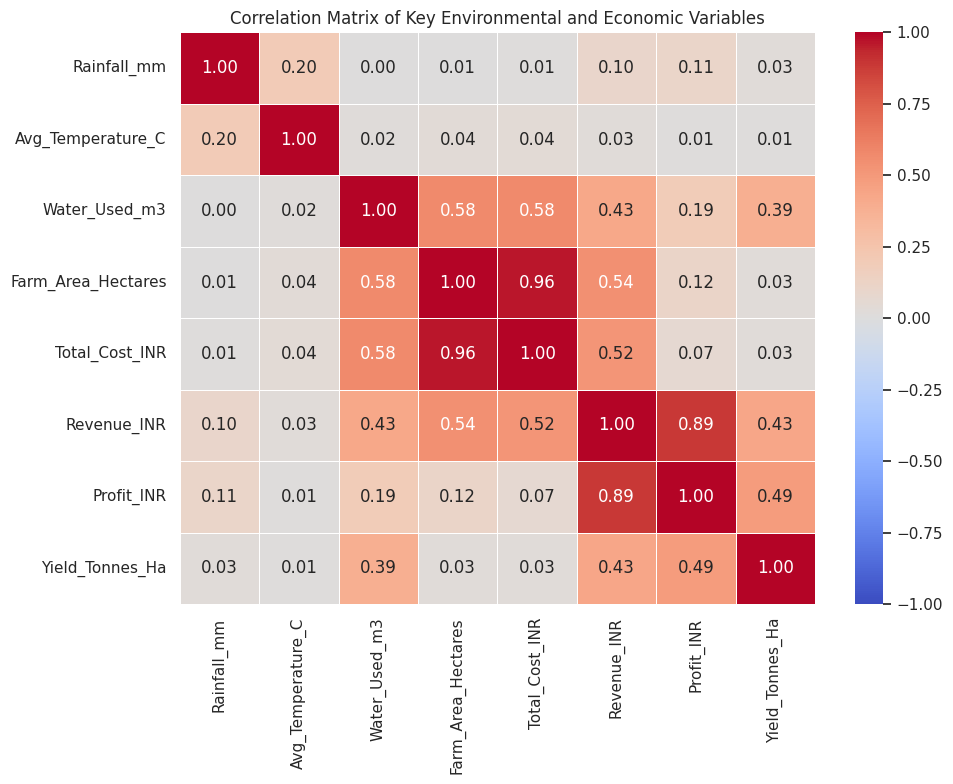 Correlation Matrix of Key Environmental and Economic Variables
Rainfall_mm 1.00 0.20 0.00 0.01 0.01 0.10 0.11 0.03
Avg_Temperature_C 0.20 1.00 0.02 0.04 0.04 0.03 0.01 0.01
Water_Used_m3 0.00 0.02 1.00 0.58 0.58 0.43 0.19 0.39
Farm_Area_Hectares 0.01 0.04 0.58 1.00 0.96 0.54 0.12 0.03
Total_Cost_INR 0.01 0.04 0.58 0.96 1.00 0.52 0.07 0.03
Revenue_INR 0.10 0.03 0.43 0.54 0.52 1.00 0.89 0.43
Profit_INR 0.11 0.01 0.19 0.12 0.07 0.89 1.00 0.49
Yield_Tonnes_Ha 0.03 0.01 0.39 0.03 0.03 0.43 0.49 1.00
Rainfall_mm
Avg_Temperature_C
Water_Used_m3
Farm_Area_Hectares
Total_Cost_INR
Revenue_INR
Profit_INR
Yield_Tonnes_Ha
1.00
0.75
0.50
0.25
0.00
−0.25
−0.50
−0.75
−1.00